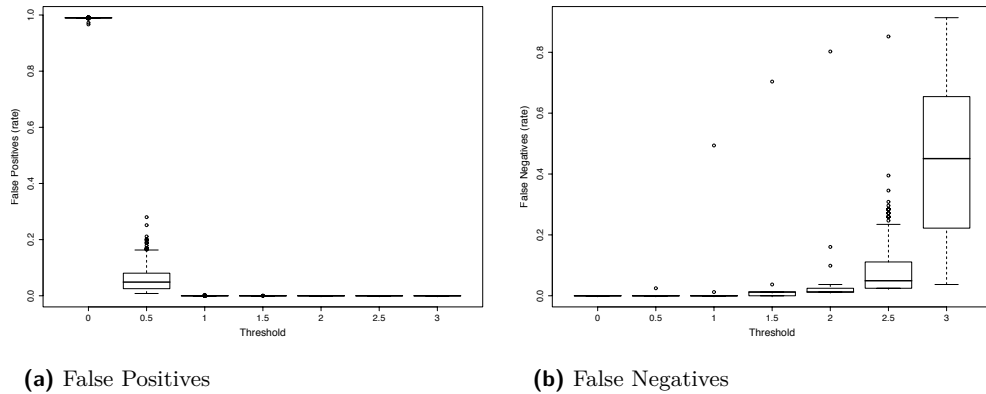 False Positives (rate)
1.0
0.8
0.6
0.4
0.2
0.0
0 0.5 1 1.5 2 2.5 3
Threshold
(a) False Positives
False Negatives (rate)
0.8
0.6
0.4
0.2
0.0
0 0.5 1 1.5 2 2.5 3
Threshold
(b) False Negatives